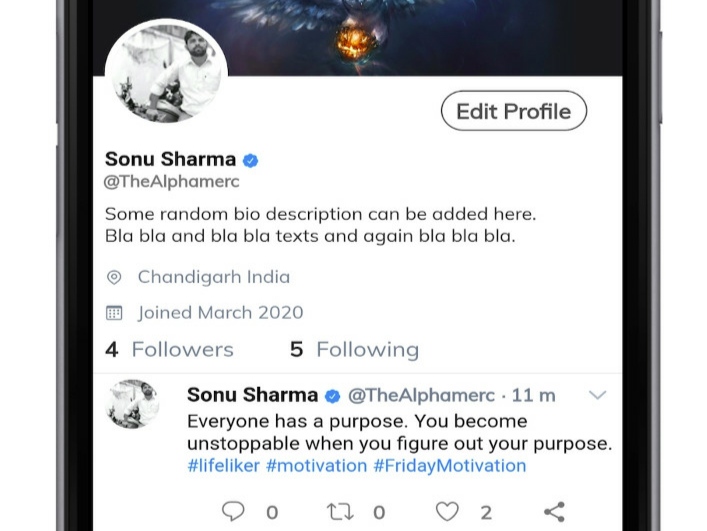 Edit Profile
Sonu Sharma
@TheAlphamerc
Some random bio description can be added here.
Bla bla and bla bla texts and again bla bla bla.
Chandigarh India
Joined March 2020
4 Followers 5 Following
Sonu Sharma @TheAlphamerc · 11 m
Everyone has a purpose. You become
unstoppable when you figure out your purpose.
#lifeliker #motivation #FridayMotivation
0 0 2